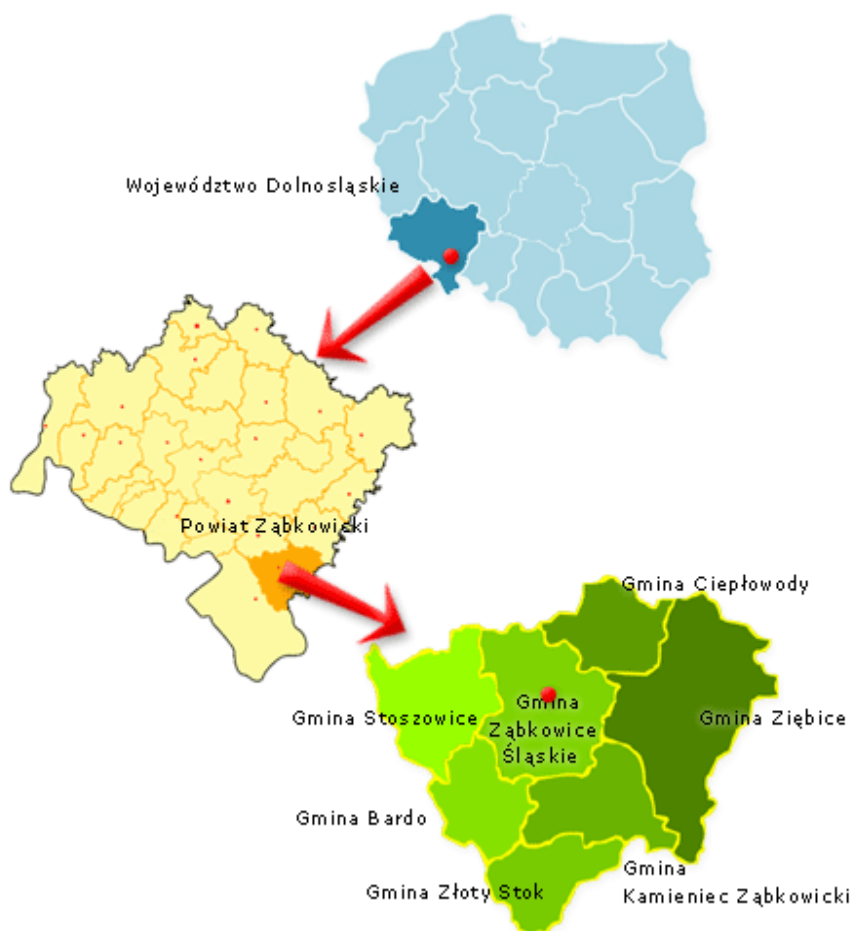 Województwo Dolnosląskie
Powiat Ząbkowicki
Gmina Ciepłowody
Gmina Stoszowice
Gmina
Ząbkowice
Śląskie
Gmina Ziębice
Gmina Bardo
Gmina Złoty Stok
Gmina
Kamieniec Ząbkowicki